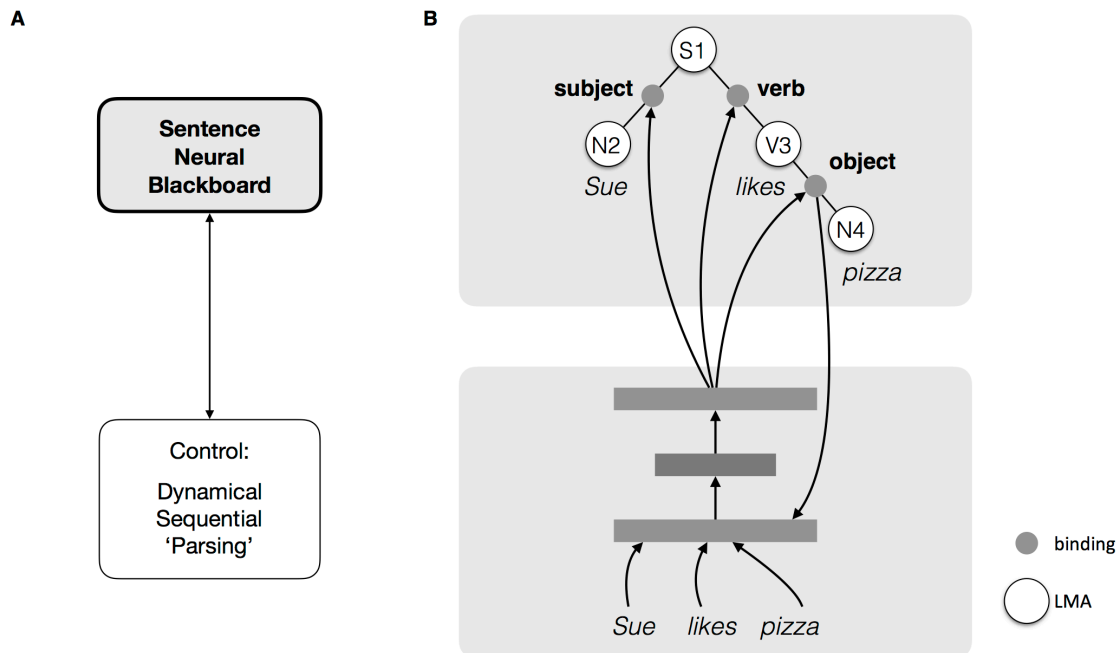 A
Sentence
Neural
Blackboard
Control:
Dynamical
Sequential
‘Parsing’
B
S1
subject
verb
N2
V3
object
Sue
likes
N4
pizza
Sue likes pizza
binding
LMA